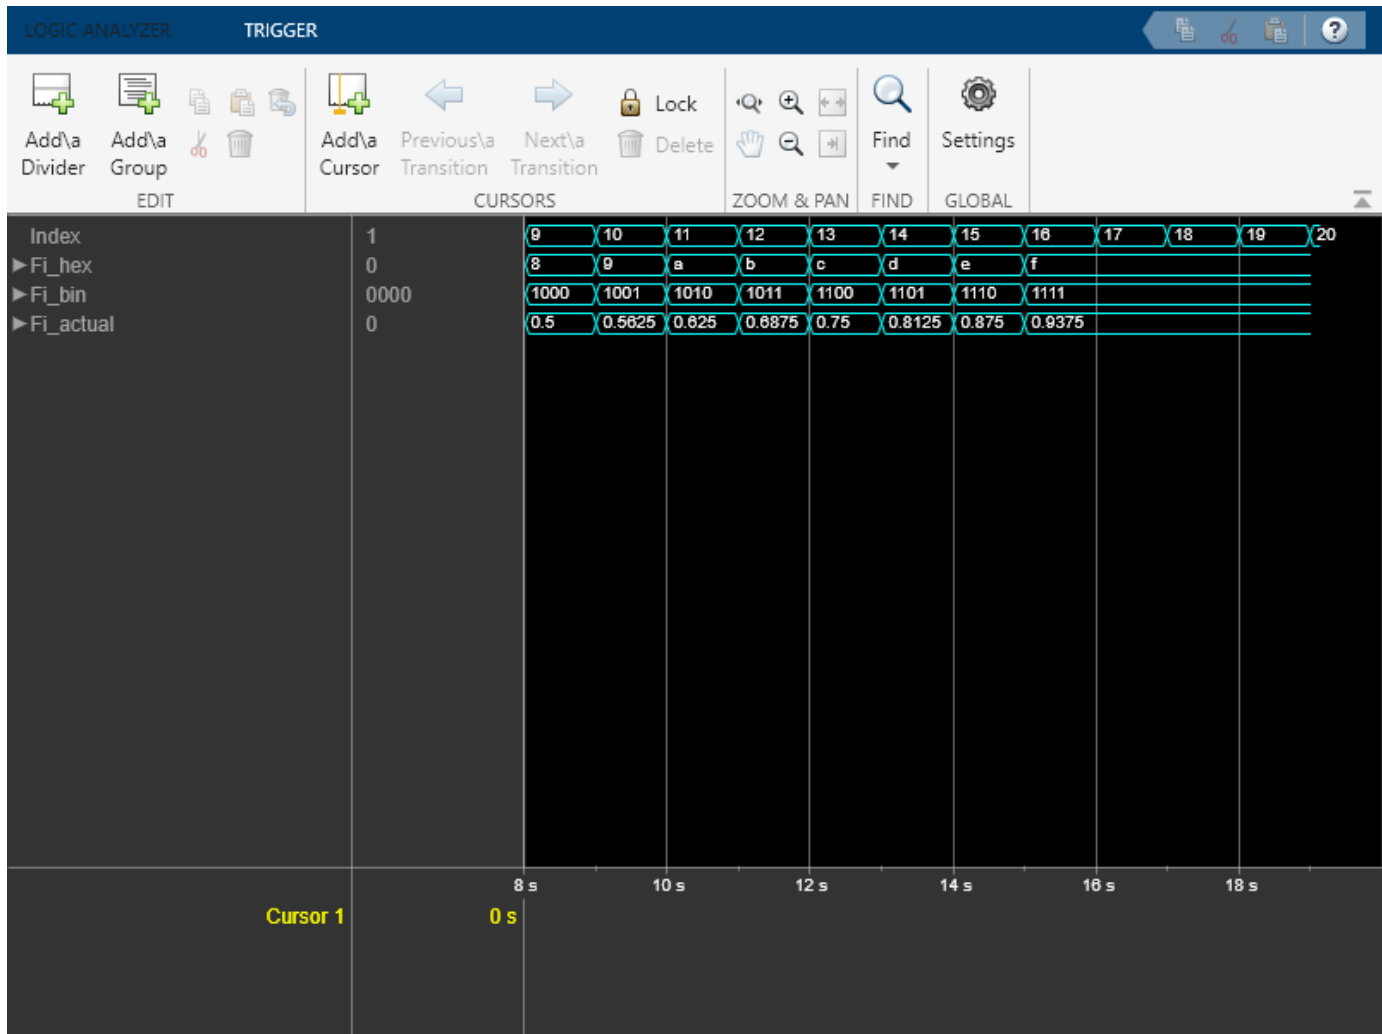 LOGIC ANALYZER TRIGGER ?
Add\a Divider
Add\a Group
EDIT
Add\a Cursor
Previous\a Transition
Next\a Transition
Lock
Delete
CURSORS
ZOOM & PAN
Find
FIND
Settings
GLOBAL
Index 1 9 10 11 12 13 14 15 16 17 18 19 20
Fi_hex 0 8 9 a b c d e f
Fi_bin 0000 1000 1001 1010 1011 1100 1101 1110 1111
Fi_actual 0 0.5 0.5625 0.625 0.6875 0.75 0.8125 0.875 0.9375
8 s 10 s 12 s 14 s 16 s 18 s
Cursor 1 0 s